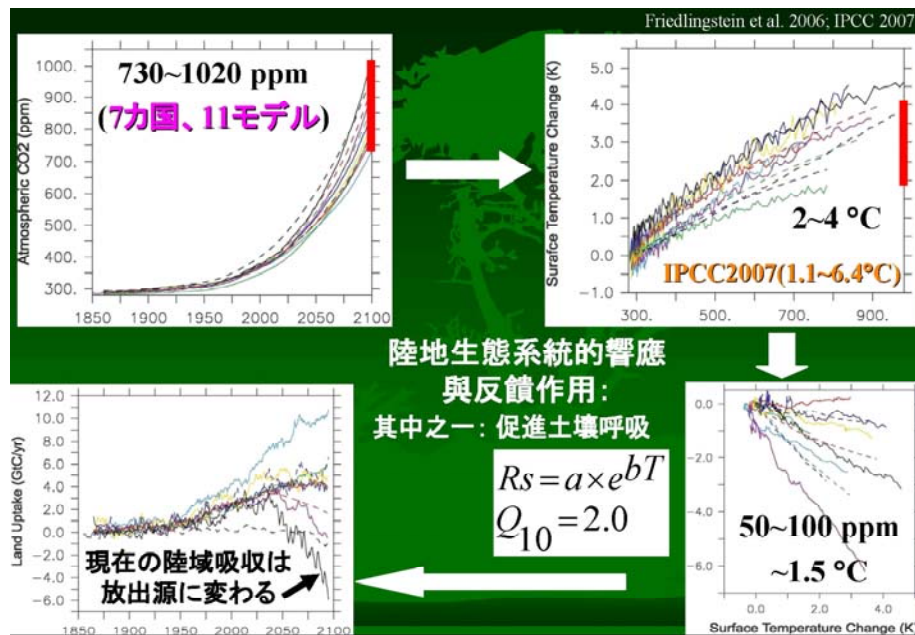 Friedlingstein et al. 2006; IPCC 2007
Atmospheric CO2 (ppm)
1000.
900.
800.
700.
600.
500.
400.
300.
730~1020 ppm
(7カ国、11モデル)
1850 1900 1950 2000 2050 2100
Surafce Temperature Change (K)
5.0
4.0
3.0
2.0
1.0
0.0
-1.0
2~4 °C
IPCC2007(1.1~6.4°C)
300. 500. 700. 900.
陸地生態系統的響應
與反饋作用:
其中之一: 促進土壤呼吸
Rs = a × e^{bT}
Q_{10} = 2.0
Land Uptake (GtC/yr)
12.0
10.0
8.0
6.0
4.0
2.0
0.0
-2.0
-4.0
-6.0
現在の陸域吸収は
放出源に変わる
1850 1900 1950 2000 2050 2100
0.0
-2.0
-4.0
-6.0
50~100 ppm
~1.5 °C
0.0 2.0 4.0
Surface Temperature Change (K)